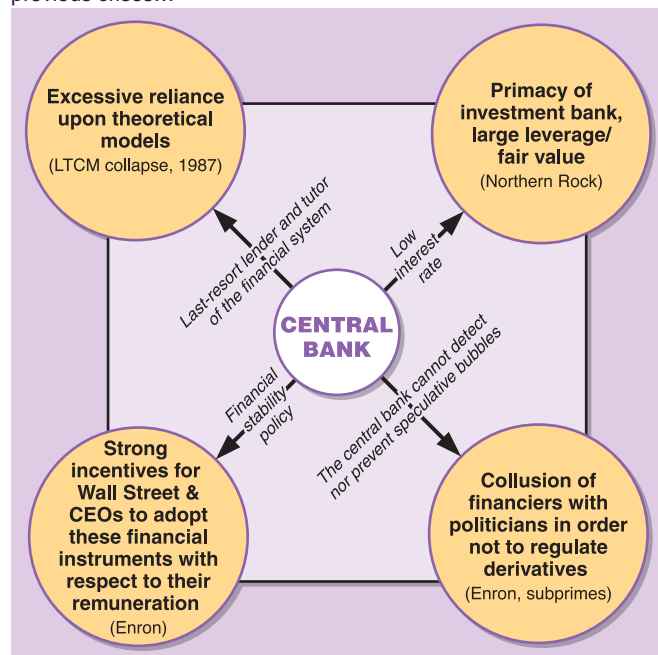 Excessive reliance
upon theoretical
models
(LTCM collapse, 1987)
Primacy of
investment bank,
large leverage/
fair value
(Northern Rock)
Last-resort lender and tutor
of the financial system
Low
interest
rate
CENTRAL
BANK
Financial
stability
policy
The central bank cannot detect
nor prevent speculative bubbles
Strong
incentives for
Wall Street &
CEOs to adopt
these financial
instruments with
respect to their
remuneration
(Enron)
Collusion of
financiers with
politicians in order
not to regulate
derivatives
(Enron, subprimes)